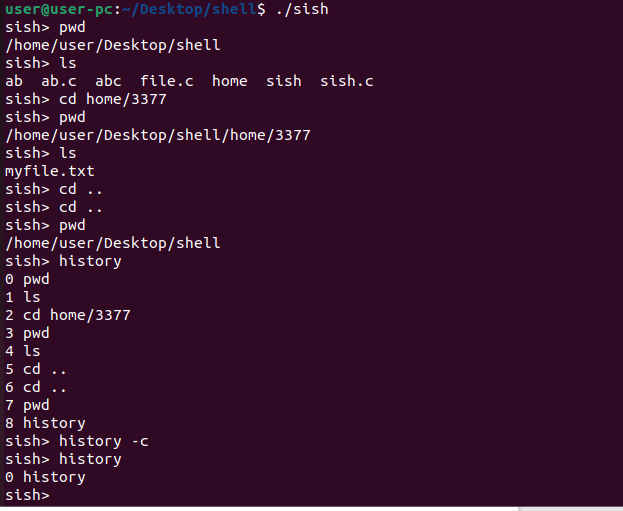 user@user-pc:~/Desktop/shell$ ./sish
sish> pwd
/home/user/Desktop/shell
sish> ls
ab  ab.c  abc  file.c  home  sish  sish.c
sish> cd home/3377
sish> pwd
/home/user/Desktop/shell/home/3377
sish> ls
myfile.txt
sish> cd ..
sish> cd ..
sish> pwd
/home/user/Desktop/shell
sish> history
0 pwd
1 ls
2 cd home/3377
3 pwd
4 ls
5 cd ..
6 cd ..
7 pwd
8 history
sish> history -c
sish> history
0 history
sish>